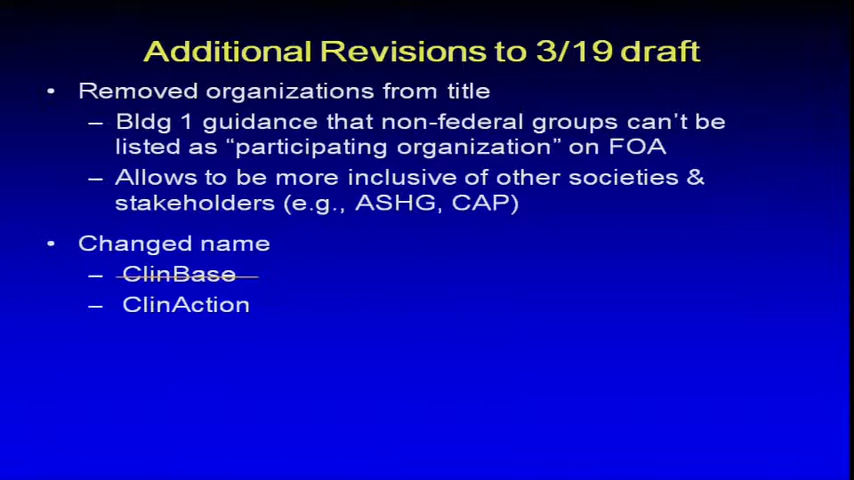 Additional Revisions to 3/19 draft
• Removed organizations from title
– Bldg 1 guidance that non-federal groups can't be
listed as “participating organization” on FOA
– Allows to be more inclusive of other societies &
stakeholders (e.g., ASHG, CAP)
• Changed name
– ClinBase
– ClinAction